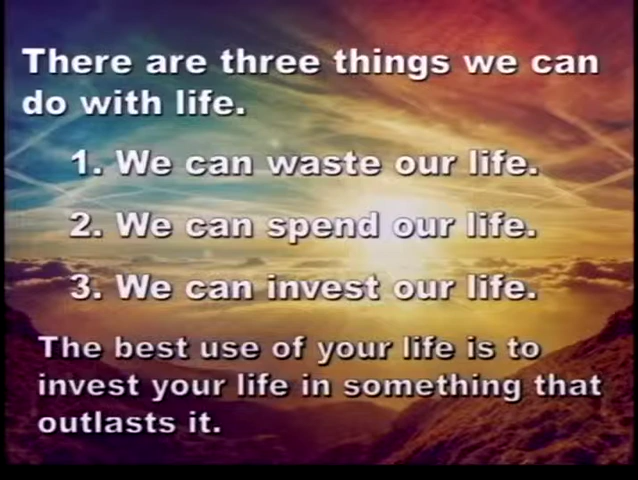 There are three things we can
do with life.
1. We can waste our life.
2. We can spend our life.
3. We can invest our life.
The best use of your life is to
invest your life in something that
outlasts it.